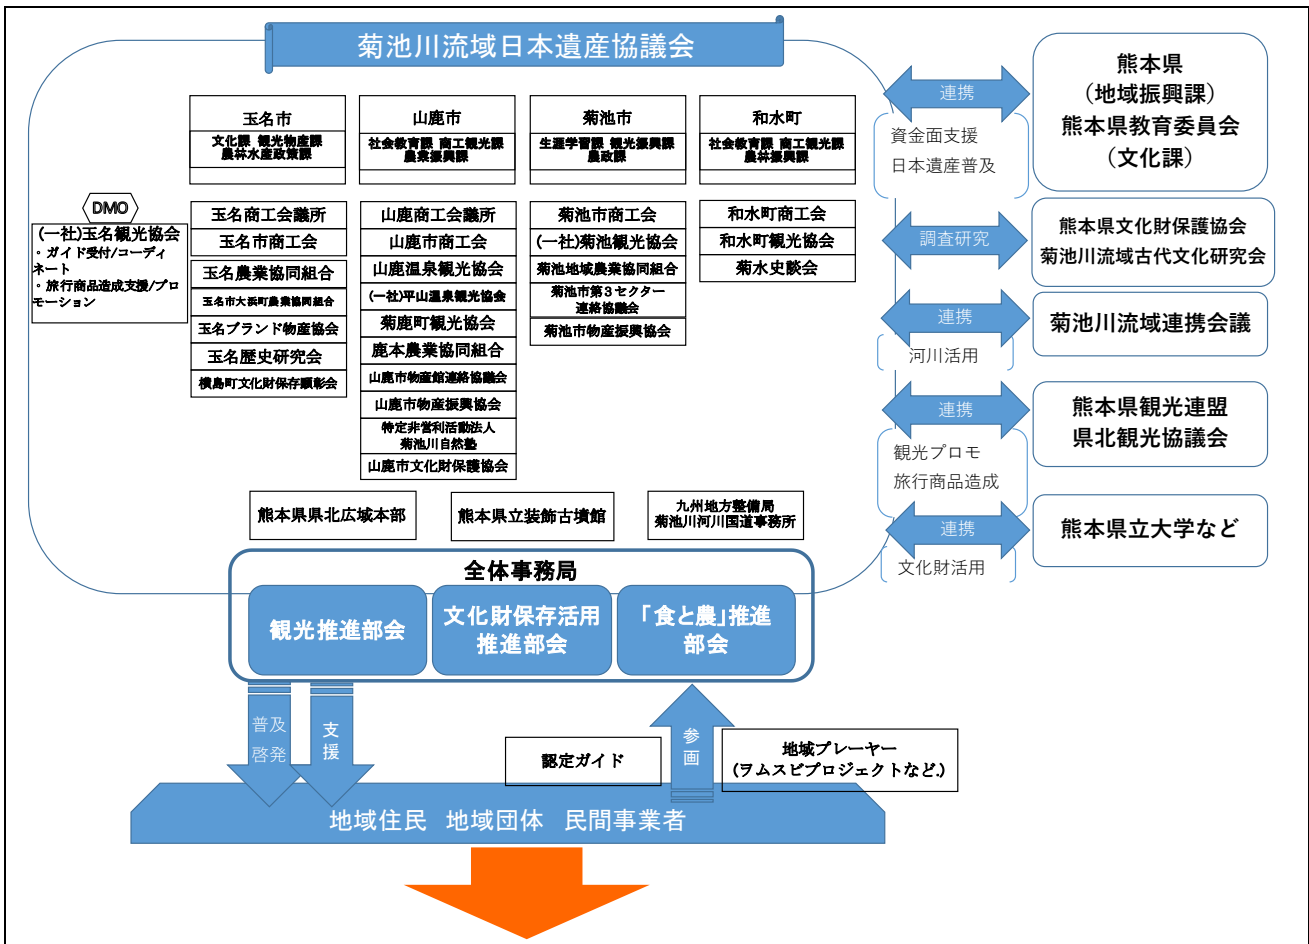 菊池川流域日本遺産協議会
玉名市
文化課 観光物産課
農林水産政策課
山鹿市
社会教育課 商工観光課
農業振興課
菊池市
生涯学習課 観光振興課
農政課
和水町
社会教育課 商工観光課
農林振興課
DMO
(一社)玉名観光協会
・ガイド受付/コーディ
ネート
・旅行商品造成支援/プロ
モーション
玉名商工会議所
玉名市商工会
玉名農業協同組合
玉名市大浜町農業協同組合
玉名ブランド物産協会
玉名歴史研究会
横島町文化財保存顕彰会
山鹿商工会議所
山鹿市商工会
山鹿温泉観光協会
(一社)平山温泉観光協会
菊鹿町観光協会
鹿本農業協同組合
山鹿市物産館連絡協議会
山鹿市物産振興協会
特定非営利活動法人
菊池川自然塾
山鹿市文化財保護協会
菊池市商工会
(一社)菊池観光協会
菊池地域農業協同組合
菊池市第3セクター
連絡協議会
菊池市物産振興協会
和水町商工会
和水町観光協会
菊水史談会
熊本県県北広域本部
熊本県立装飾古墳館
九州地方整備局
菊池川河川国道事務所
連携
資金面支援
日本遺産普及
熊本県
(地域振興課)
熊本県教育委員会
(文化課)
調査研究
熊本県文化財保護協会
菊池川流域古代文化研究会
連携
河川活用
菊池川流域連携会議
連携
観光プロモ
旅行商品造成
熊本県観光連盟
県北観光協議会
連携
文化財活用
熊本県立大学など
全体事務局
観光推進部会
文化財保存活用
推進部会
「食と農」推進
部会
普及
啓発
支援
参画
認定ガイド
地域プレーヤー
(ヲムスビプロジェクトなど.)
地域住民 地域団体 民間事業者